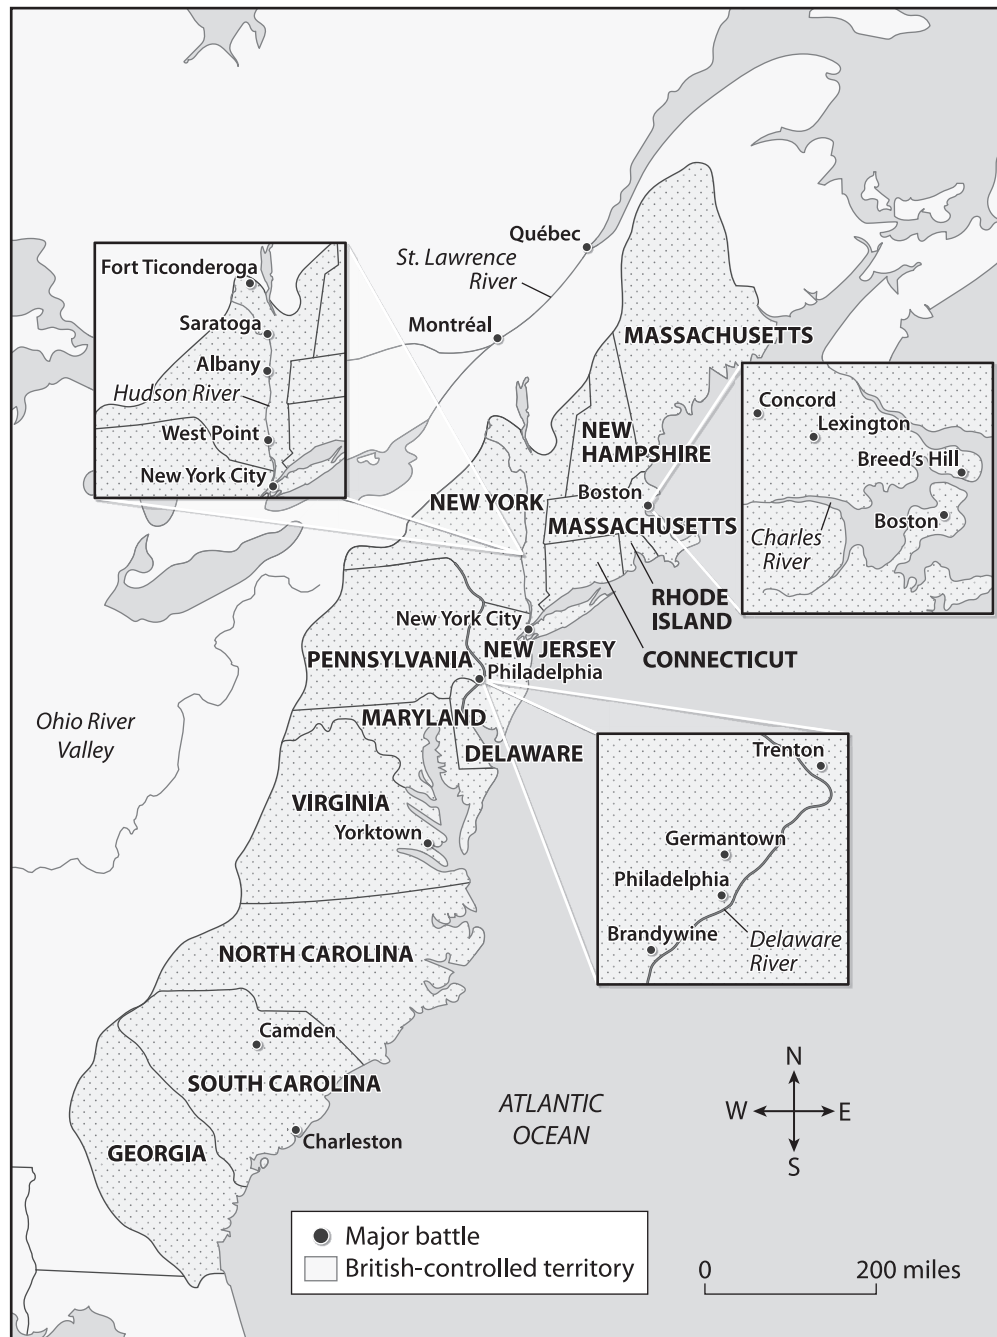 Québec
St. Lawrence
River
Montréal
Fort Ticonderoga
Saratoga
Albany
Hudson River
West Point
New York City
MASSACHUSETTS
Concord
Lexington
Breed's Hill
Boston
Charles
River
NEW
HAMPSHIRE
Boston
MASSACHUSETTS
NEW YORK
RHODE
ISLAND
CONNECTICUT
New York City
NEW JERSEY
PENNSYLVANIA
Philadelphia
Ohio River
Valley
MARYLAND
DELAWARE
Trenton
Germantown
Philadelphia
Brandywine
Delaware
River
VIRGINIA
Yorktown
NORTH CAROLINA
Camden
SOUTH CAROLINA
Charleston
GEORGIA
ATLANTIC
OCEAN
N
W E
S
Major battle
British-controlled territory
0 200 miles